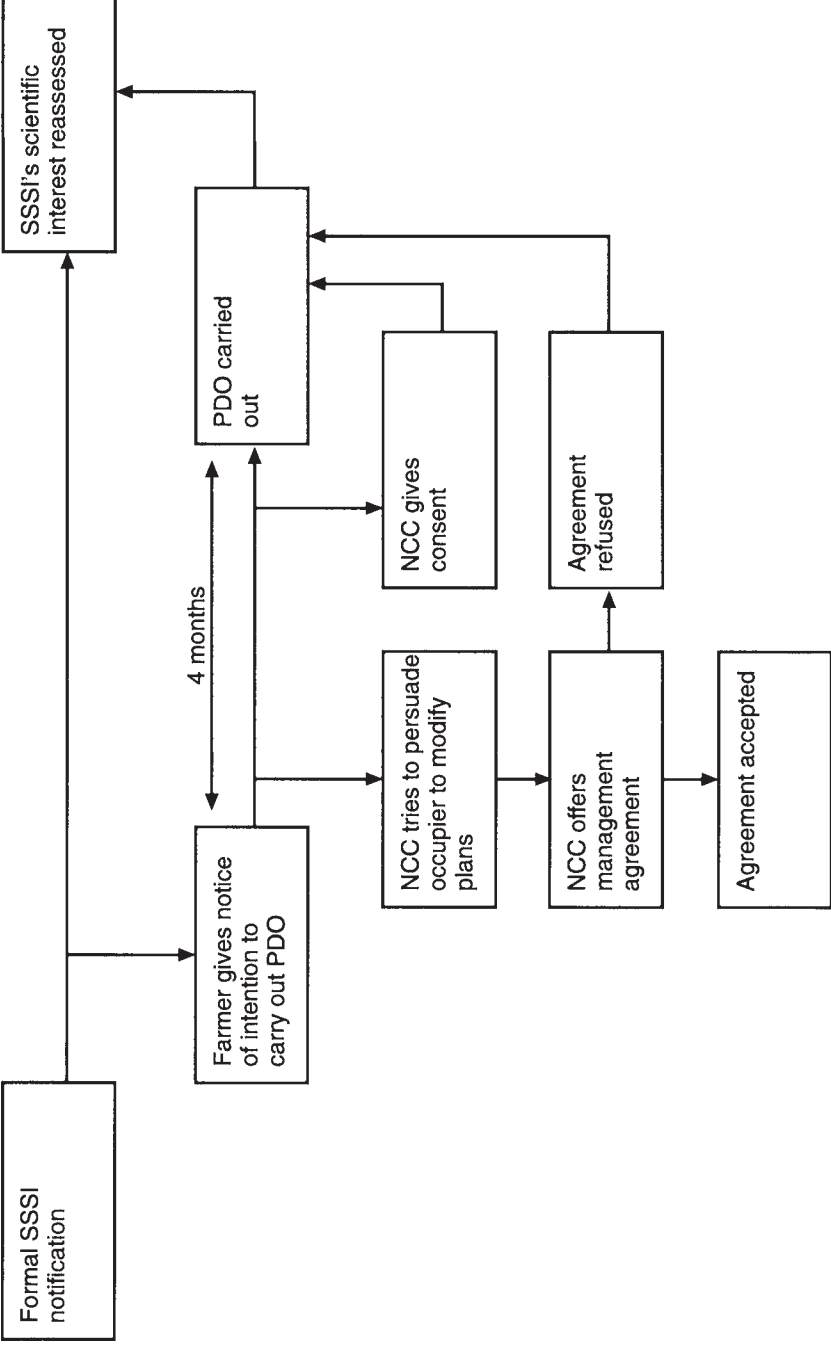 Formal SSSI
notification
SSSI's scientific
interest reassessed
Farmer gives notice
of intention to
carry out PDO
4 months
PDO carried
out
NCC tries to persuade
occupier to modify
plans
NCC gives
consent
NCC offers
management
agreement
Agreement
refused
Agreement accepted